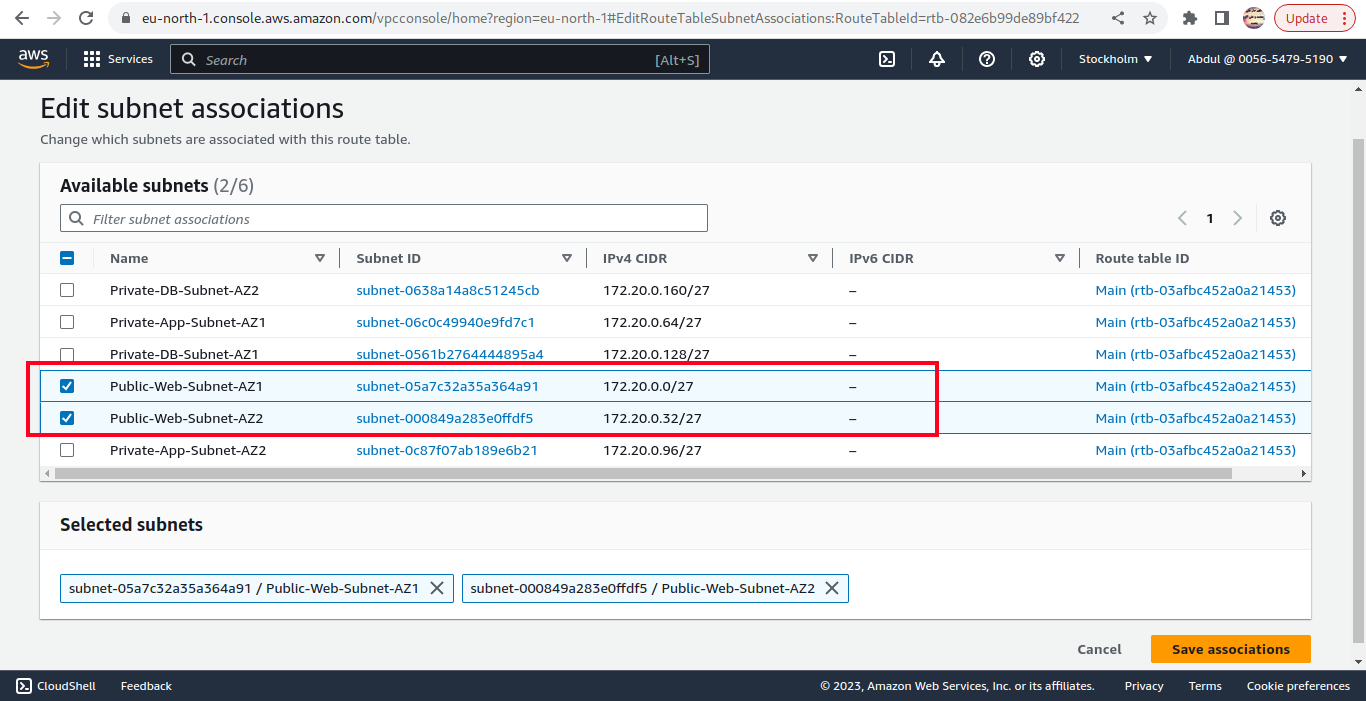 eu-north-1.console.aws.amazon.com/vpcconsole/home?region=eu-north-1#EditRouteTableSubnetAssociations:RouteTableId=rtb-082e6b99de89bf422 Update
aws Services Search [Alt+S] Stockholm Abdul @ 0056-5479-5190
Edit subnet associations
Change which subnets are associated with this route table.
Available subnets (2/6)
Filter subnet associations 1
Name Subnet ID IPv4 CIDR IPv6 CIDR Route table ID
Private-DB-Subnet-AZ2 subnet-0638a14a8c51245cb 172.20.0.160/27 – Main (rtb-03afbc452a0a21453)
Private-App-Subnet-AZ1 subnet-06c0c49940e9fd7c1 172.20.0.64/27 – Main (rtb-03afbc452a0a21453)
Private-DB-Subnet-AZ1 subnet-0561b2764444895a4 172.20.0.128/27 – Main (rtb-03afbc452a0a21453)
Public-Web-Subnet-AZ1 subnet-05a7c32a35a364a91 172.20.0.0/27 – Main (rtb-03afbc452a0a21453)
Public-Web-Subnet-AZ2 subnet-000849a283e0ffdf5 172.20.0.32/27 – Main (rtb-03afbc452a0a21453)
Private-App-Subnet-AZ2 subnet-0c87f07ab189e6b21 172.20.0.96/27 – Main (rtb-03afbc452a0a21453)
Selected subnets
subnet-05a7c32a35a364a91 / Public-Web-Subnet-AZ1 subnet-000849a283e0ffdf5 / Public-Web-Subnet-AZ2
Cancel Save associations
CloudShell Feedback © 2023, Amazon Web Services, Inc. or its affiliates. Privacy Terms Cookie preferences